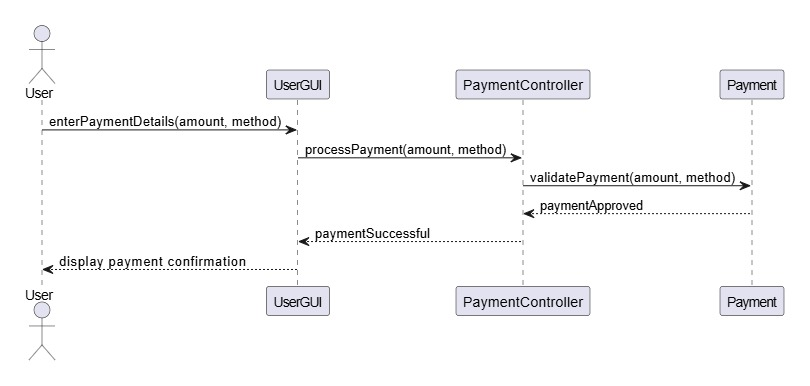 User
UserGUI
PaymentController
Payment
enterPaymentDetails(amount, method)
processPayment(amount, method)
validatePayment(amount, method)
paymentApproved
paymentSuccessful
display payment confirmation
User
UserGUI
PaymentController
Payment